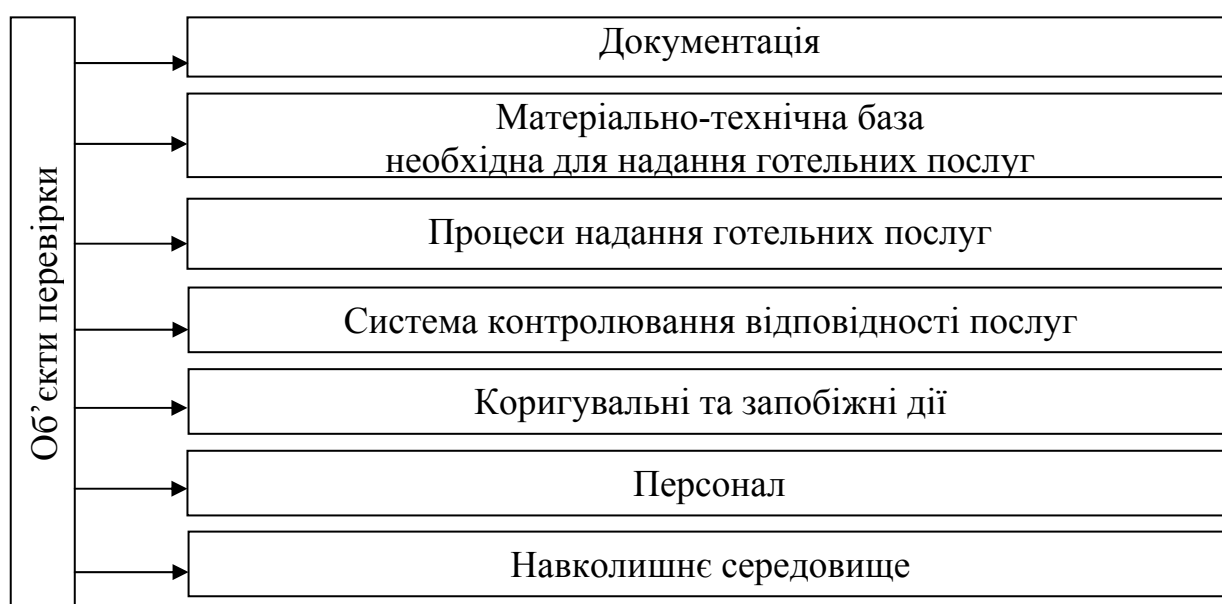 Об’єкти перевірки
Документація
Матеріально-технічна база
необхідна для надання готельних послуг
Процеси надання готельних послуг
Система контролювання відповідності послуг
Коригувальні та запобіжні дії
Персонал
Навколишнє середовище